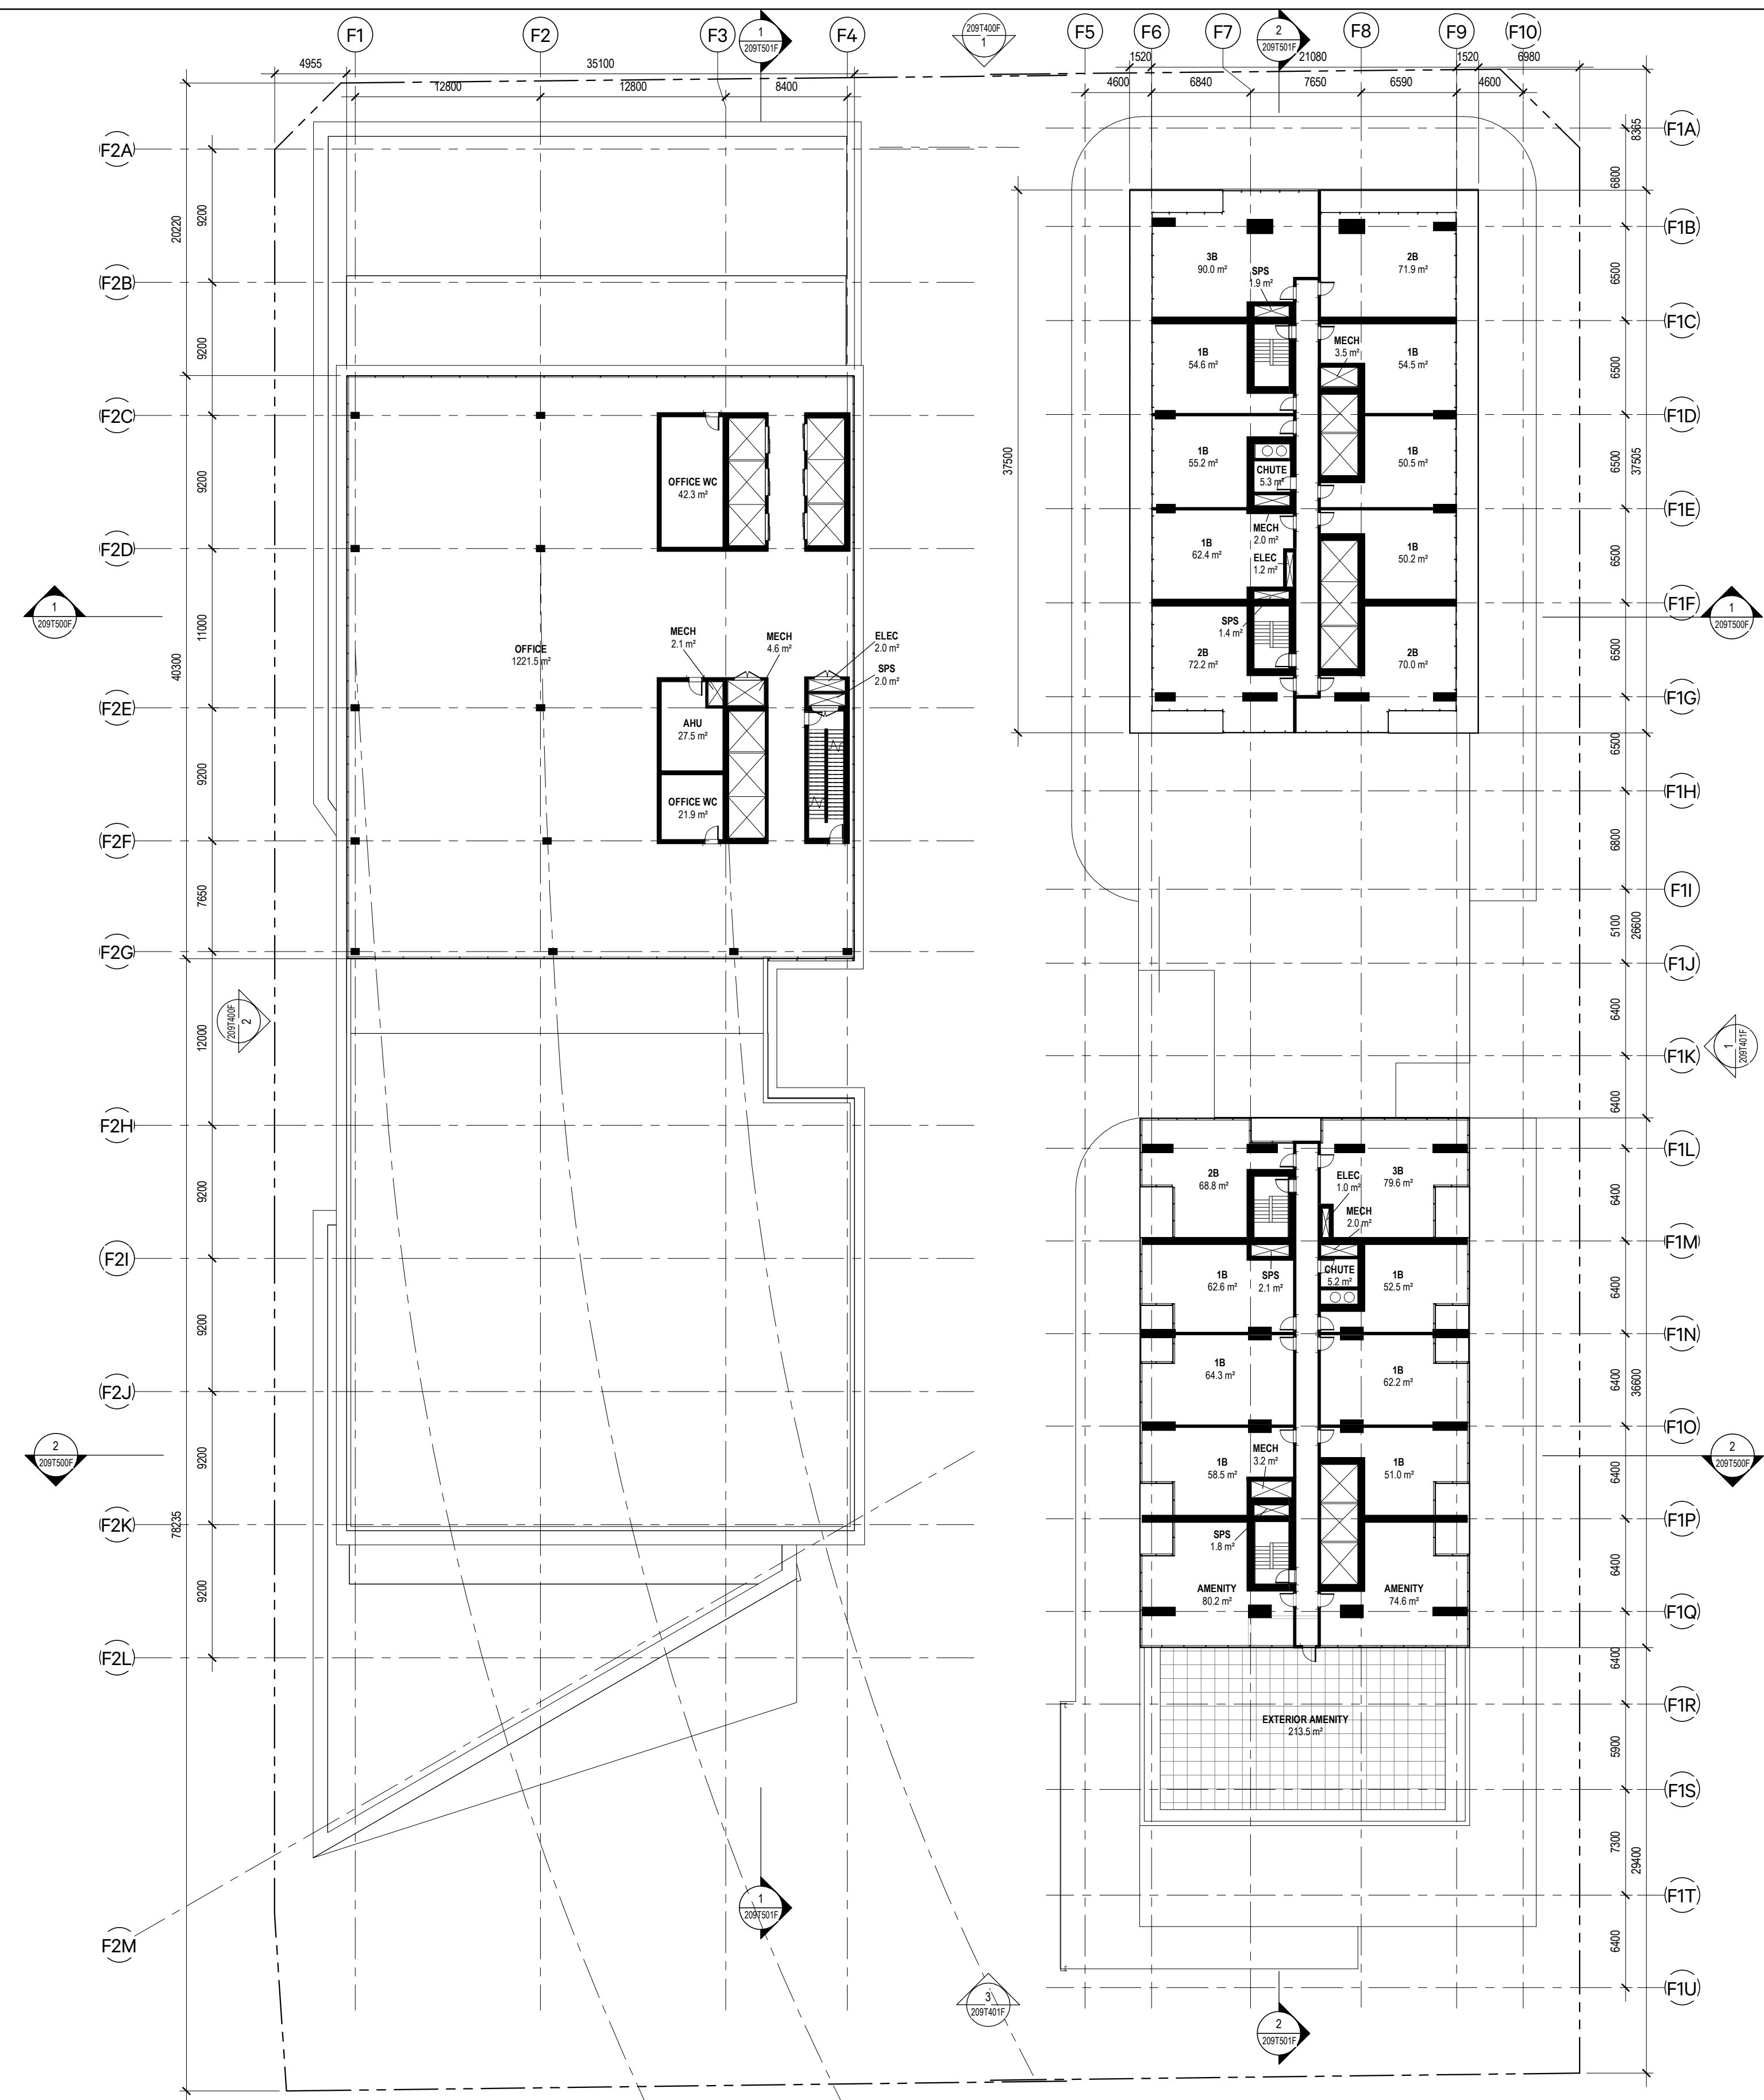 F1
F2
F3
1
209T501F
F4
209T400F
1
F5
F6
F7
2
209T501F
F8
F9
F10
4955
35100
1520
21080
1520
6980
12800
12800
8400
4600
6840
7650
6590
4600
F2A
F2B
F2C
F2D
F2E
F2F
F2G
F2H
F2I
F2J
F2K
F2L
F2M
20220
40300
78235
9200
9200
9200
11000
9200
7650
12000
9200
9200
9200
9200
1
209T500F
2
209T400F
2
209T500F
OFFICE WC
42.3 m²
OFFICE
1221.5 m²
MECH
2.1 m²
MECH
4.6 m²
ELEC
2.0 m²
SPS
2.0 m²
AHU
27.5 m²
OFFICE WC
21.9 m²
1
209T501F
3
209T401F
2
209T501F
37500
3B
90.0 m²
SPS
1.9 m²
2B
71.9 m²
1B
54.6 m²
MECH
3.5 m²
1B
54.5 m²
1B
55.2 m²
CHUTE
5.3 m²
1B
50.5 m²
MECH
2.0 m²
1B
62.4 m²
ELEC
1.2 m²
1B
50.2 m²
SPS
1.4 m²
2B
72.2 m²
2B
70.0 m²
2B
68.8 m²
ELEC
1.0 m²
3B
79.6 m²
MECH
2.0 m²
1B
62.6 m²
SPS
2.1 m²
CHUTE
5.2 m²
1B
52.5 m²
1B
64.3 m²
1B
62.2 m²
MECH
3.2 m²
1B
58.5 m²
1B
51.0 m²
SPS
1.8 m²
AMENITY
80.2 m²
AMENITY
74.6 m²
EXTERIOR AMENITY
213.5 m²
8365
37505
26600
36600
29400
6800
6500
6500
6500
6500
6500
6500
6800
5100
6400
6400
6400
6400
6400
6400
6400
6400
5900
7300
6400
F1A
F1B
F1C
F1D
F1E
F1F
F1G
F1H
F1I
F1J
F1K
F1L
F1M
F1N
F1O
F1P
F1Q
F1R
F1S
F1T
F1U
1
209T500F
1
209T401F
2
209T500F